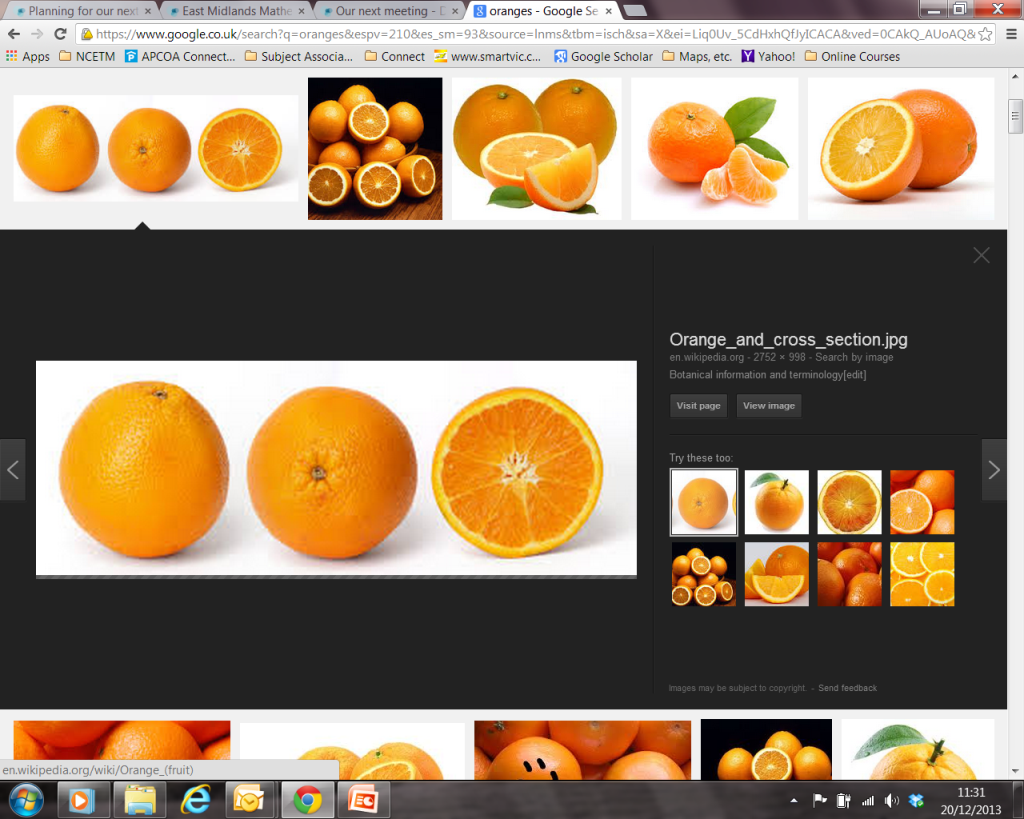 Planning for our next
East Midlands Mathe
Our next meeting - D
oranges - Google Se
https://www.google.co.uk/search?q=oranges&espv=210&es_sm=93&source=lnms&tbm=isch&sa=X&ei=Liq0Uv_5CdHxhQfJyICACA&ved=0CAkQ_AUoAQ&
Apps NCETM APCOA Connect... Subject Associa... Connect www.smartvic.c... Google Scholar Maps, etc. Yahoo! Online Courses
Orange_and_cross_section.jpg
en.wikipedia.org - 2752 × 998 - Search by image
Botanical information and terminology[edit]
Visit page View image
Try these too:
Images may be subject to copyright. - Send feedback
en.wikipedia.org/wiki/Orange_(fruit)
11:31
20/12/2013